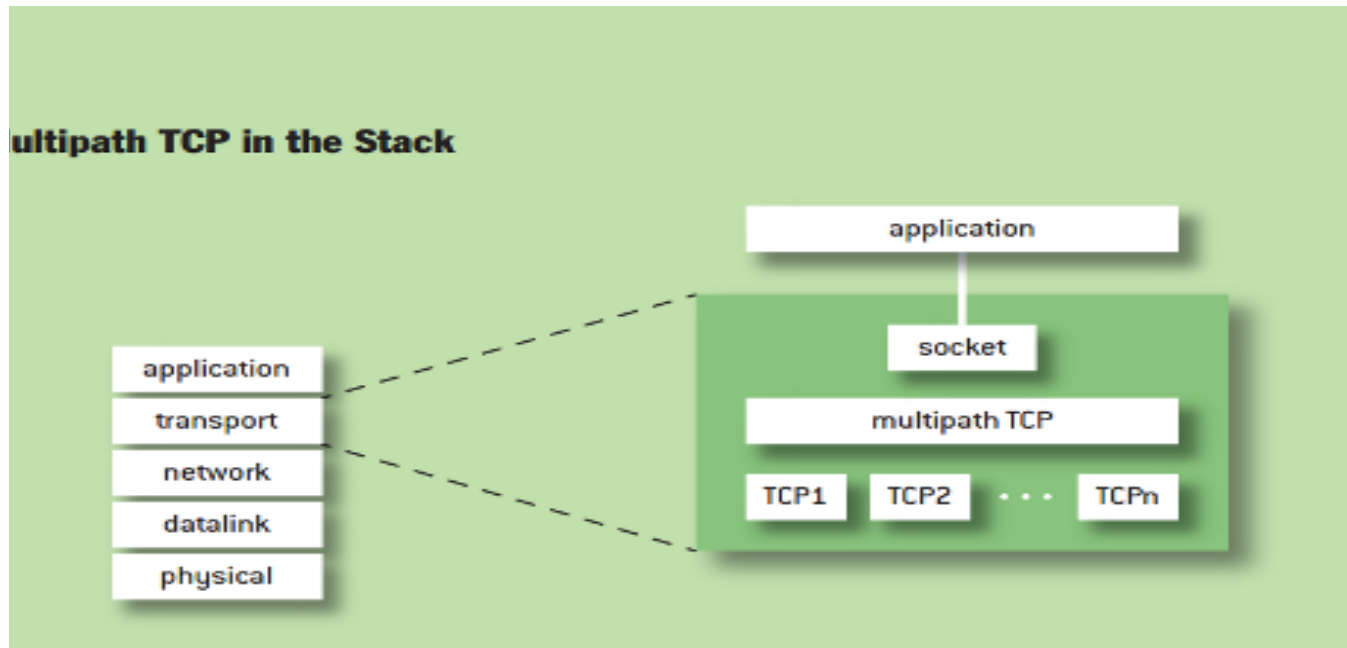 ultipath TCP in the Stack
application
transport
network
datalink
physical
application
socket
multipath TCP
TCP1 TCP2 ... TCPn